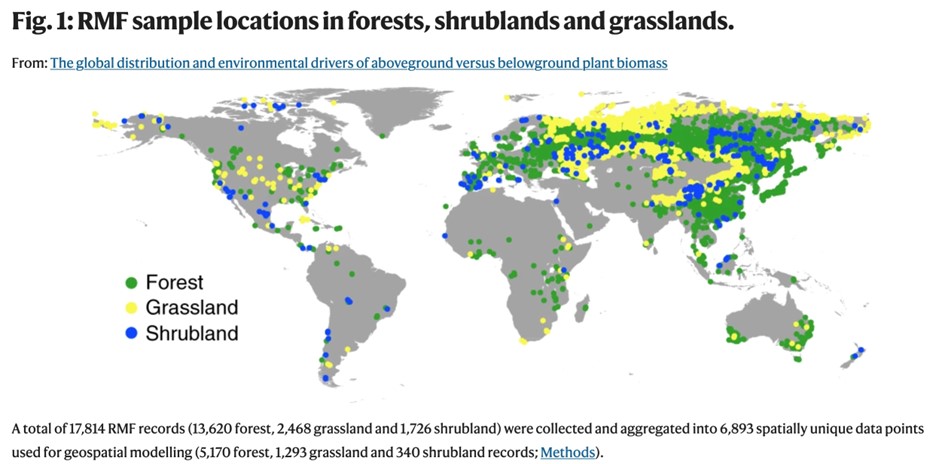 Fig. 1: RMF sample locations in forests, shrublands and grasslands.
From: The global distribution and environmental drivers of aboveground versus belowground plant biomass
Forest
Grassland
Shrubland
A total of 17,814 RMF records (13,620 forest, 2,468 grassland and 1,726 shrubland) were collected and aggregated into 6,893 spatially unique data points
used for geospatial modelling (5,170 forest, 1,293 grassland and 340 shrubland records; Methods).